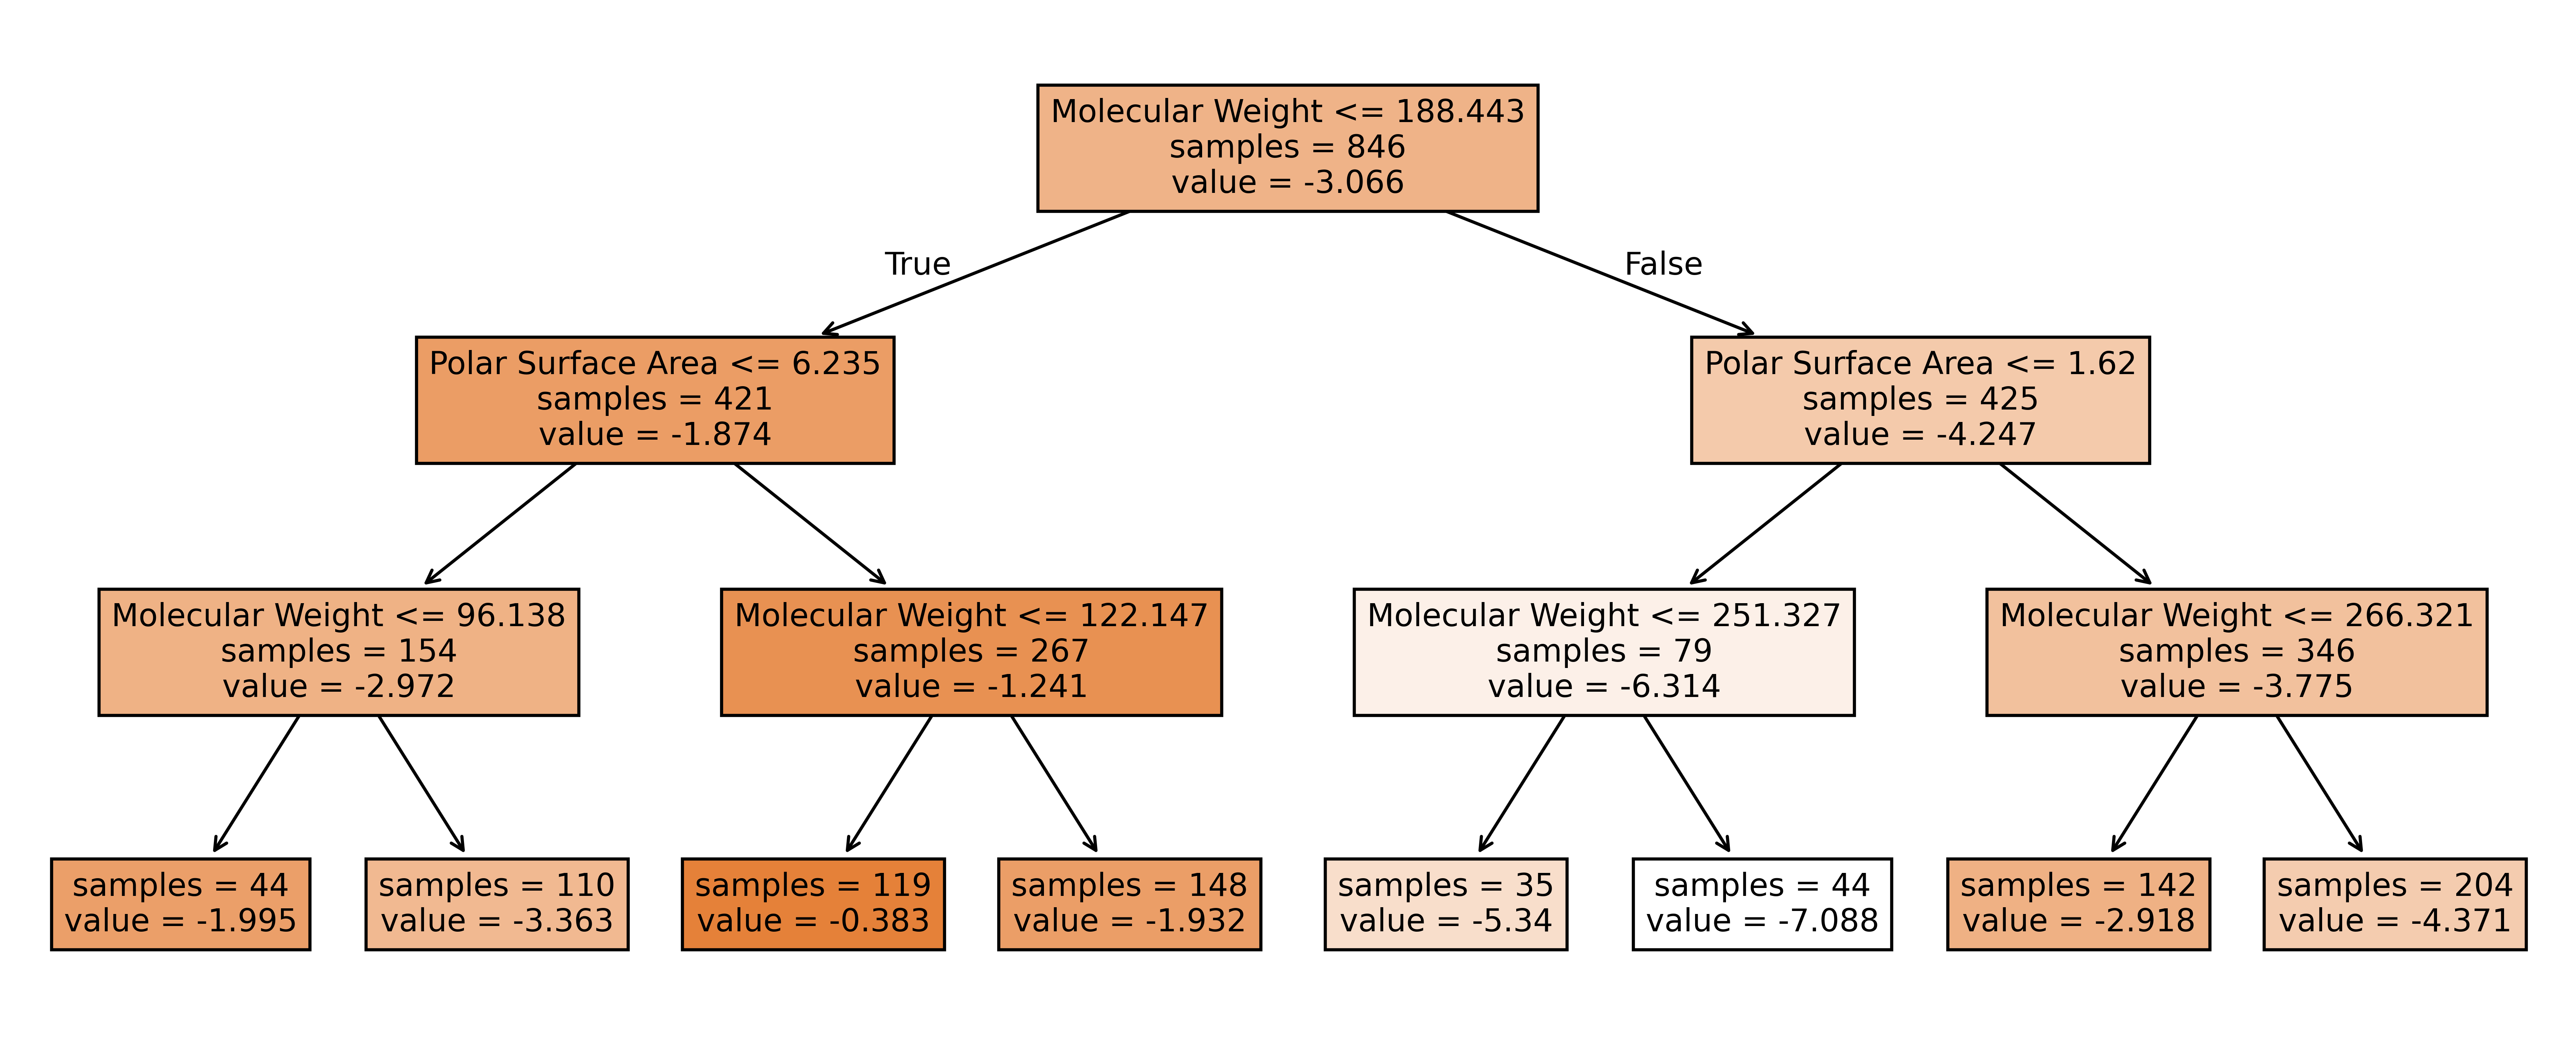 Molecular Weight <= 188.443
samples = 846
value = -3.066
True
False
Polar Surface Area <= 6.235
samples = 421
value = -1.874
Polar Surface Area <= 1.62
samples = 425
value = -4.247
Molecular Weight <= 96.138
samples = 154
value = -2.972
Molecular Weight <= 122.147
samples = 267
value = -1.241
Molecular Weight <= 251.327
samples = 79
value = -6.314
Molecular Weight <= 266.321
samples = 346
value = -3.775
samples = 44
value = -1.995
samples = 110
value = -3.363
samples = 119
value = -0.383
samples = 148
value = -1.932
samples = 35
value = -5.34
samples = 44
value = -7.088
samples = 142
value = -2.918
samples = 204
value = -4.371